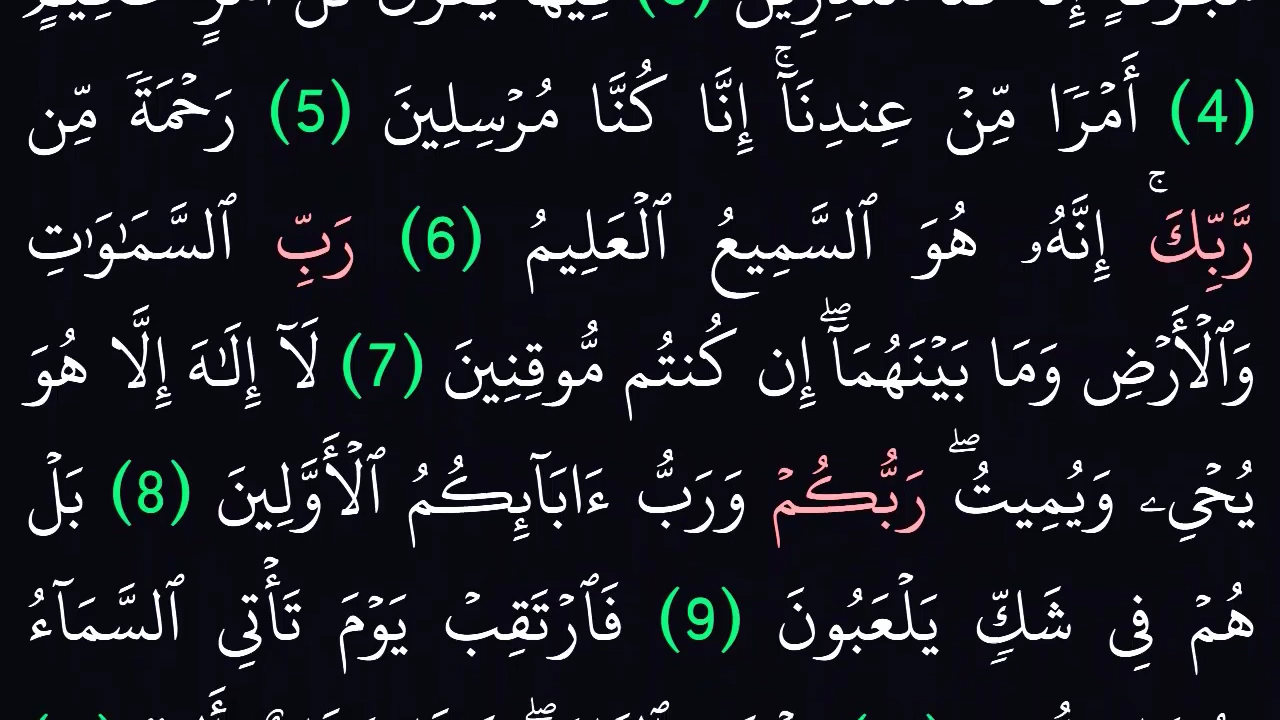 (4) أَمۡرٗا مِّنۡ عِندِنَآۚ إِنَّا كُنَّا مُرۡسِلِينَ (5) رَحۡمَةٗ مِّن
رَّبِّكَۚ إِنَّهُۥ هُوَ ٱلسَّمِيعُ ٱلۡعَلِيمُ (6) رَبِّ ٱلسَّمَٰوَٰتِ
وَٱلۡأَرۡضِ وَمَا بَيۡنَهُمَآۖ إِن كُنتُم مُّوقِنِينَ (7) لَآ إِلَٰهَ إِلَّا هُوَ
يُحۡيِۦ وَيُمِيتُۖ رَبُّكُمۡ وَرَبُّ ءَابَآئِكُمُ ٱلۡأَوَّلِينَ (8) بَلۡ
هُمۡ فِي شَكّٖ يَلۡعَبُونَ (9) فَٱرۡتَقِبۡ يَوۡمَ تَأۡتِي ٱلسَّمَآءُ